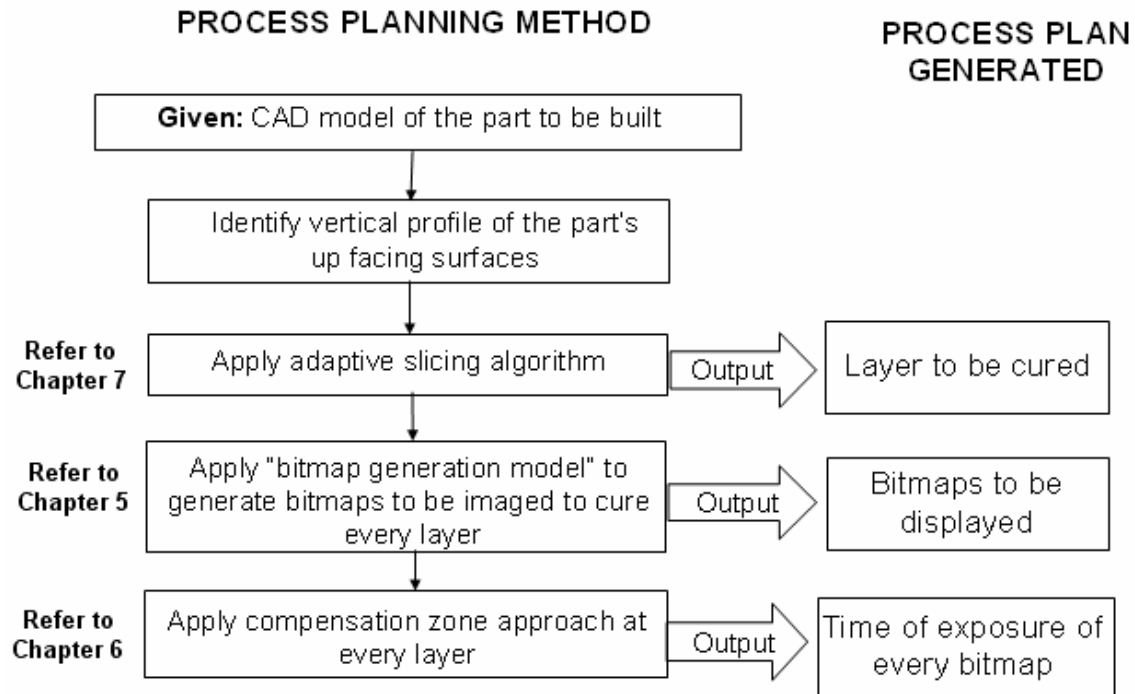 PROCESS PLANNING METHOD
PROCESS PLAN
GENERATED
Given: CAD model of the part to be built
Identify vertical profile of the part's
up facing surfaces
Refer to
Chapter 7
Apply adaptive slicing algorithm
Output
Layer to be cured
Refer to
Chapter 5
Apply "bitmap generation model" to
generate bitmaps to be imaged to cure
every layer
Output
Bitmaps to be
displayed
Refer to
Chapter 6
Apply compensation zone approach at
every layer
Output
Time of exposure of
every bitmap